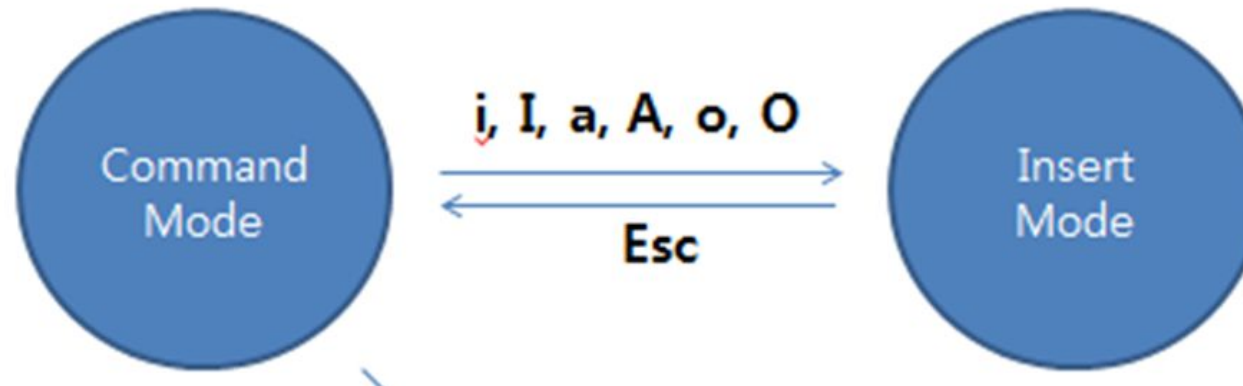 Command
Mode
i, I, a, A, o, O
Esc
Insert
Mode